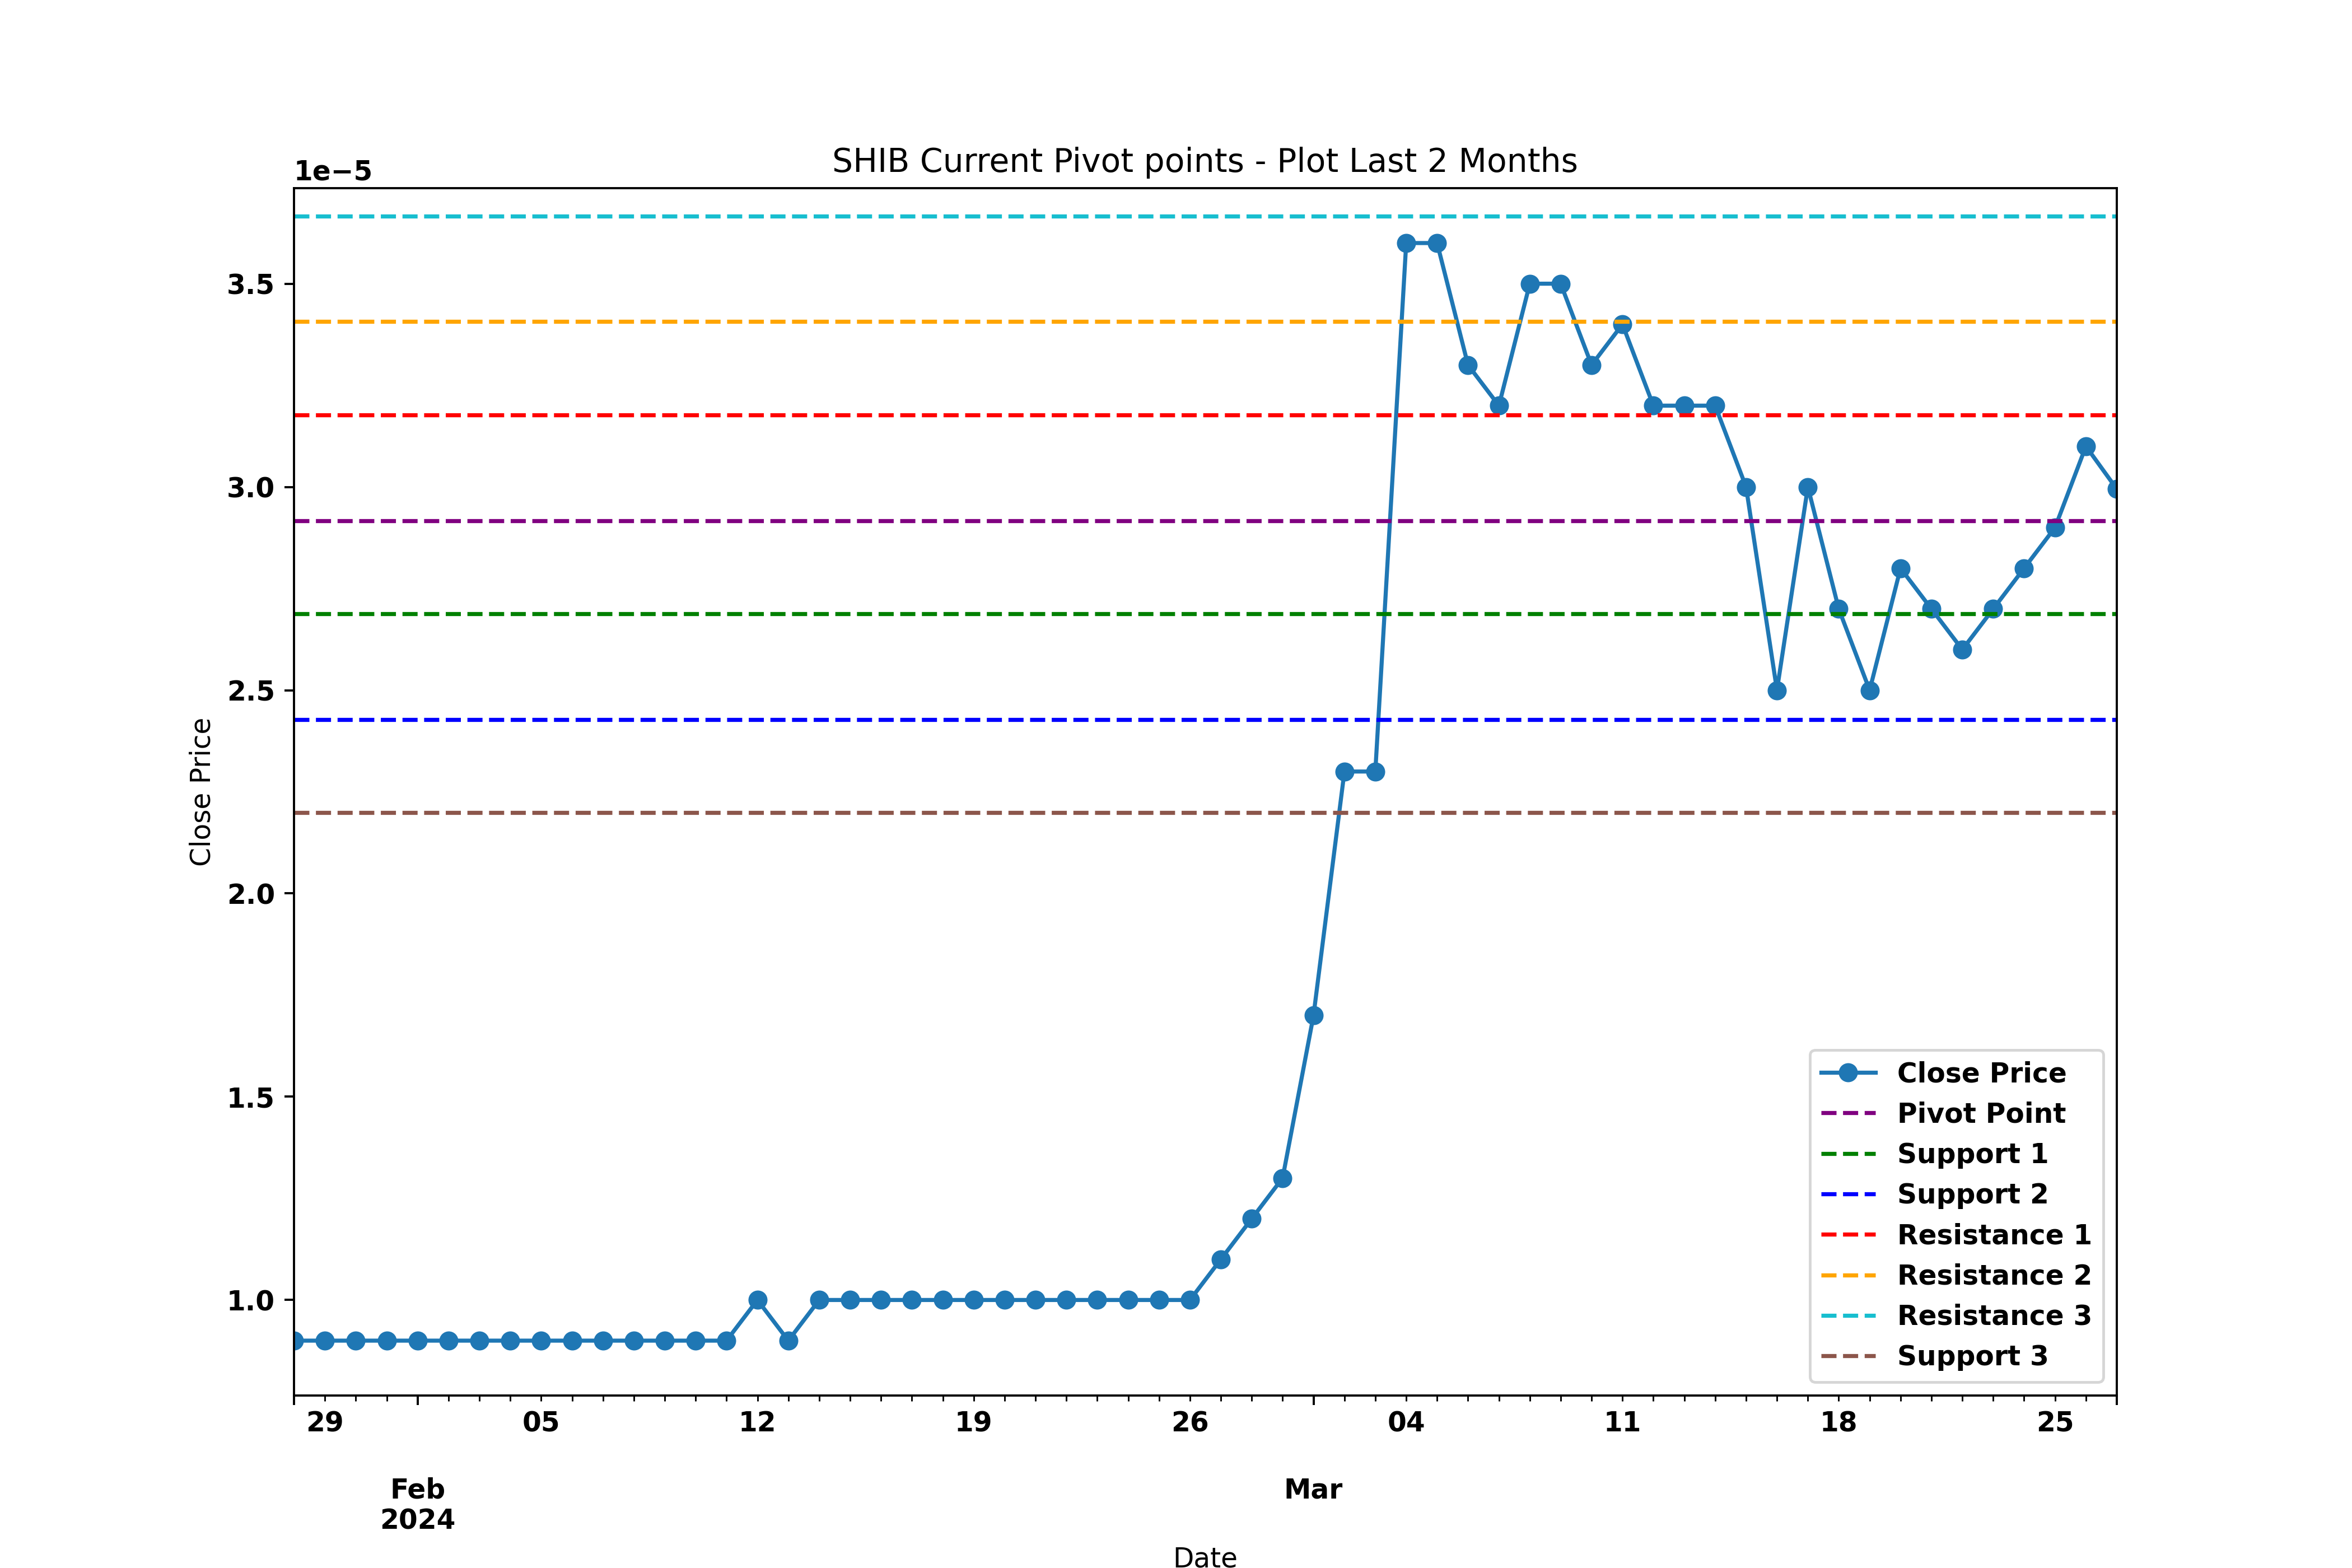 SHIB Current Pivot points - Plot Last 2 Months
1e−5
3.5
3.0
2.5
2.0
1.5
1.0
Close Price
Close Price
Pivot Point
Support 1
Support 2
Resistance 1
Resistance 2
Resistance 3
Support 3
29 05 12 19 26 04 11 18 25
Feb Mar
2024
Date